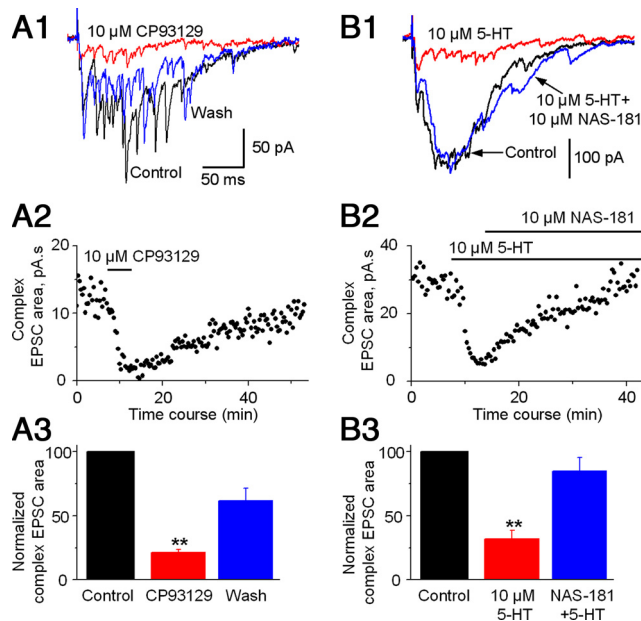 A1
10 µM CP93129
Wash
Control
50 pA
50 ms
B1
10 µM 5-HT
10 µM 5-HT+
10 µM NAS-181
Control
100 pA
A2
10 µM CP93129
Complex
EPSC area, pA.s
20
10
0
0
20
40
Time course (min)
B2
10 µM NAS-181
10 µM 5-HT
Complex
EPSC area, pA.s
40
20
0
0
20
40
Time course (min)
A3
Normalized
complex EPSC area
100
50
0
**
Control
CP93129
Wash
B3
Normalized
complex EPSC area
100
50
0
**
Control
10 µM
5-HT
NAS-181
+5-HT